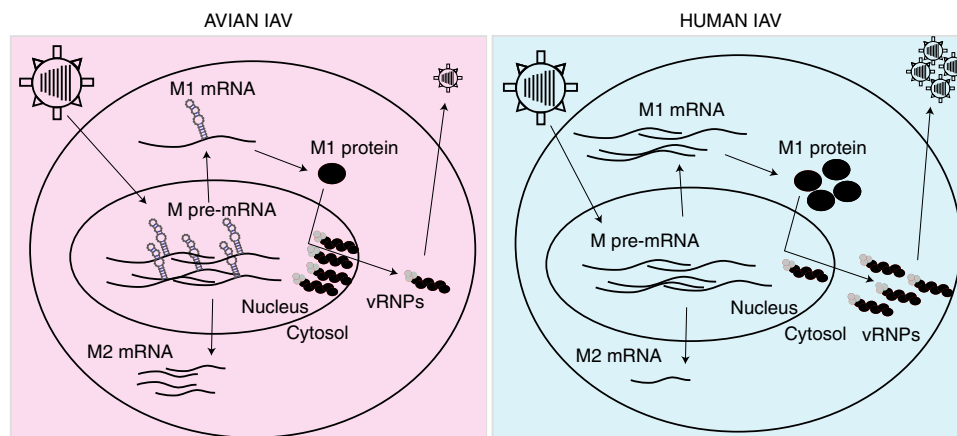 AVIAN IAV
M1 mRNA
M1 protein
M pre-mRNA
Nucleus
Cytosol
vRNPs
M2 mRNA
HUMAN IAV
M1 mRNA
M1 protein
M pre-mRNA
Nucleus
Cytosol
vRNPs
M2 mRNA